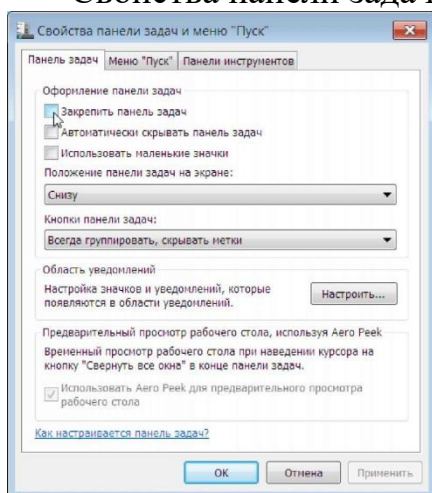 Свойства панели зада
Свойства панели задач и меню "Пуск"
Панель задач Меню "Пуск" Панели инструментов
Оформление панели задач
Закрепить панель задач
Автоматически скрывать панель задач
Использовать маленькие значки
Положение панели задач на экране:
Снизу
Кнопки панели задач:
Всегда группировать, скрывать метки
Область уведомлений
Настройка значков и уведомлений, которые
появляются в области уведомлений.
Настроить...
Предварительный просмотр рабочего стола, используя Aero Peek
Временный просмотр рабочего стола при наведении курсора на
кнопку "Свернуть все окна" в конце панели задач.
Использовать Aero Peek для предварительного просмотра
рабочего стола
Как настраивается панель задач?
ОК Отмена Применить